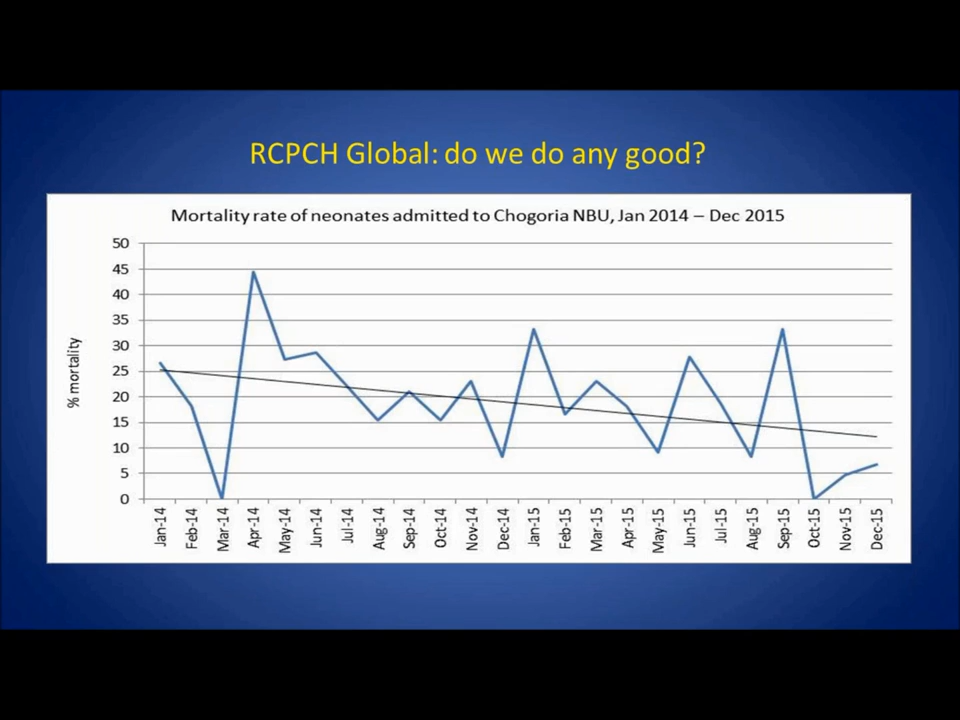 RCPCH Global: do we do any good?
Mortality rate of neonates admitted to Chogoria NBU, Jan 2014 – Dec 2015
% mortality
50
45
40
35
30
25
20
15
10
5
0
Jan-14
Feb-14
Mar-14
Apr-14
May-14
Jun-14
Jul-14
Aug-14
Sep-14
Oct-14
Nov-14
Dec-14
Jan-15
Feb-15
Mar-15
Apr-15
May-15
Jun-15
Jul-15
Aug-15
Sep-15
Oct-15
Nov-15
Dec-15